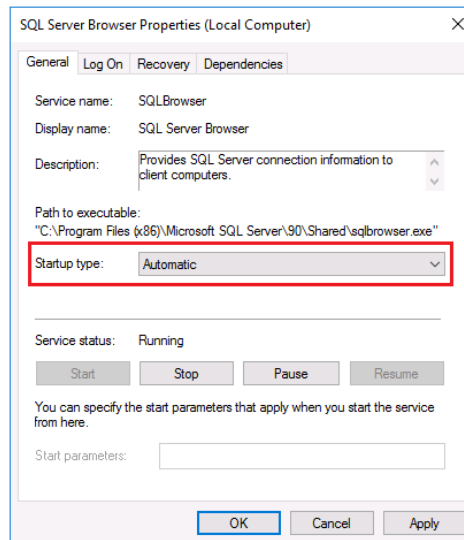 SQL Server Browser Properties (Local Computer)
General Log On Recovery Dependencies
Service name: SQLBrowser
Display name: SQL Server Browser
Description: Provides SQL Server connection information to
client computers.
Path to executable:
"C:\Program Files (x86)\Microsoft SQL Server\90\Shared\sqlbrowser.exe"
Startup type: Automatic
Service status: Running
Start Stop Pause Resume
You can specify the start parameters that apply when you start the service
from here.
Start parameters:
OK Cancel Apply